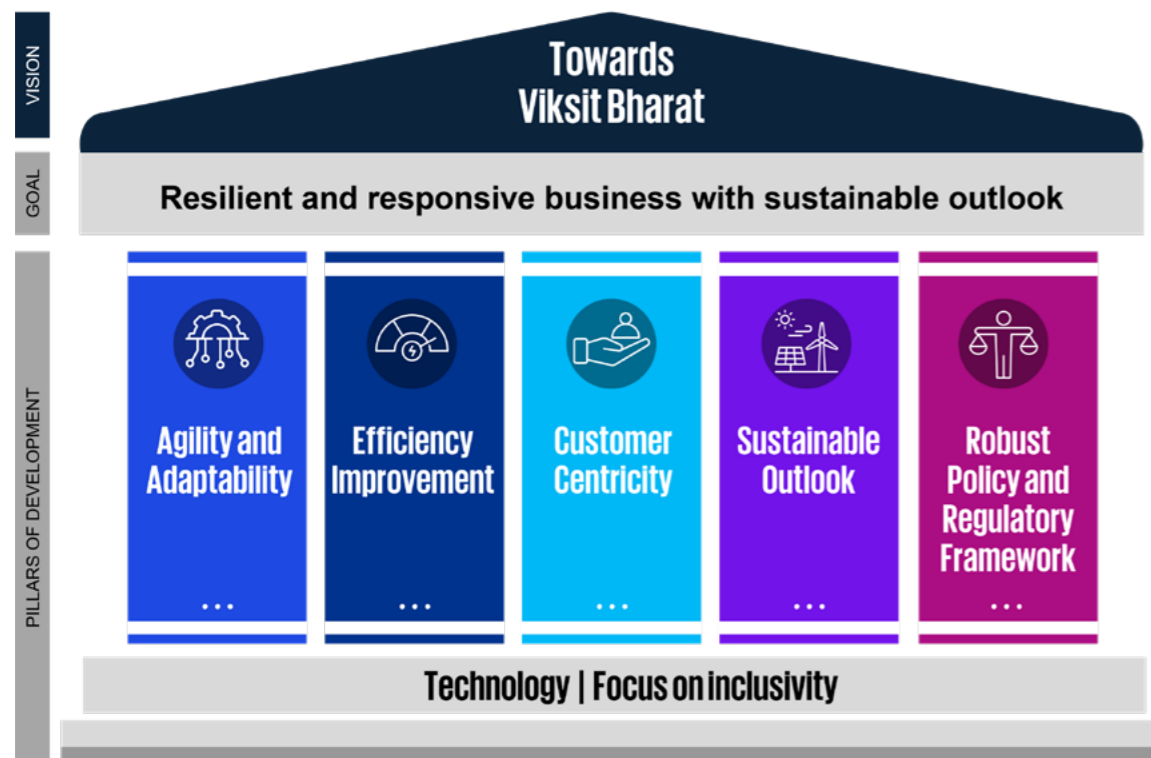 VISION
Towards
Viksit Bharat
GOAL
Resilient and responsive business with sustainable outlook
PILLARS OF DEVELOPMENT
Agility and
Adaptability
...
Efficiency
Improvement
...
Customer
Centricity
...
Sustainable
Outlook
...
Robust
Policy and
Regulatory
Framework
...
Technology | Focus on inclusivity